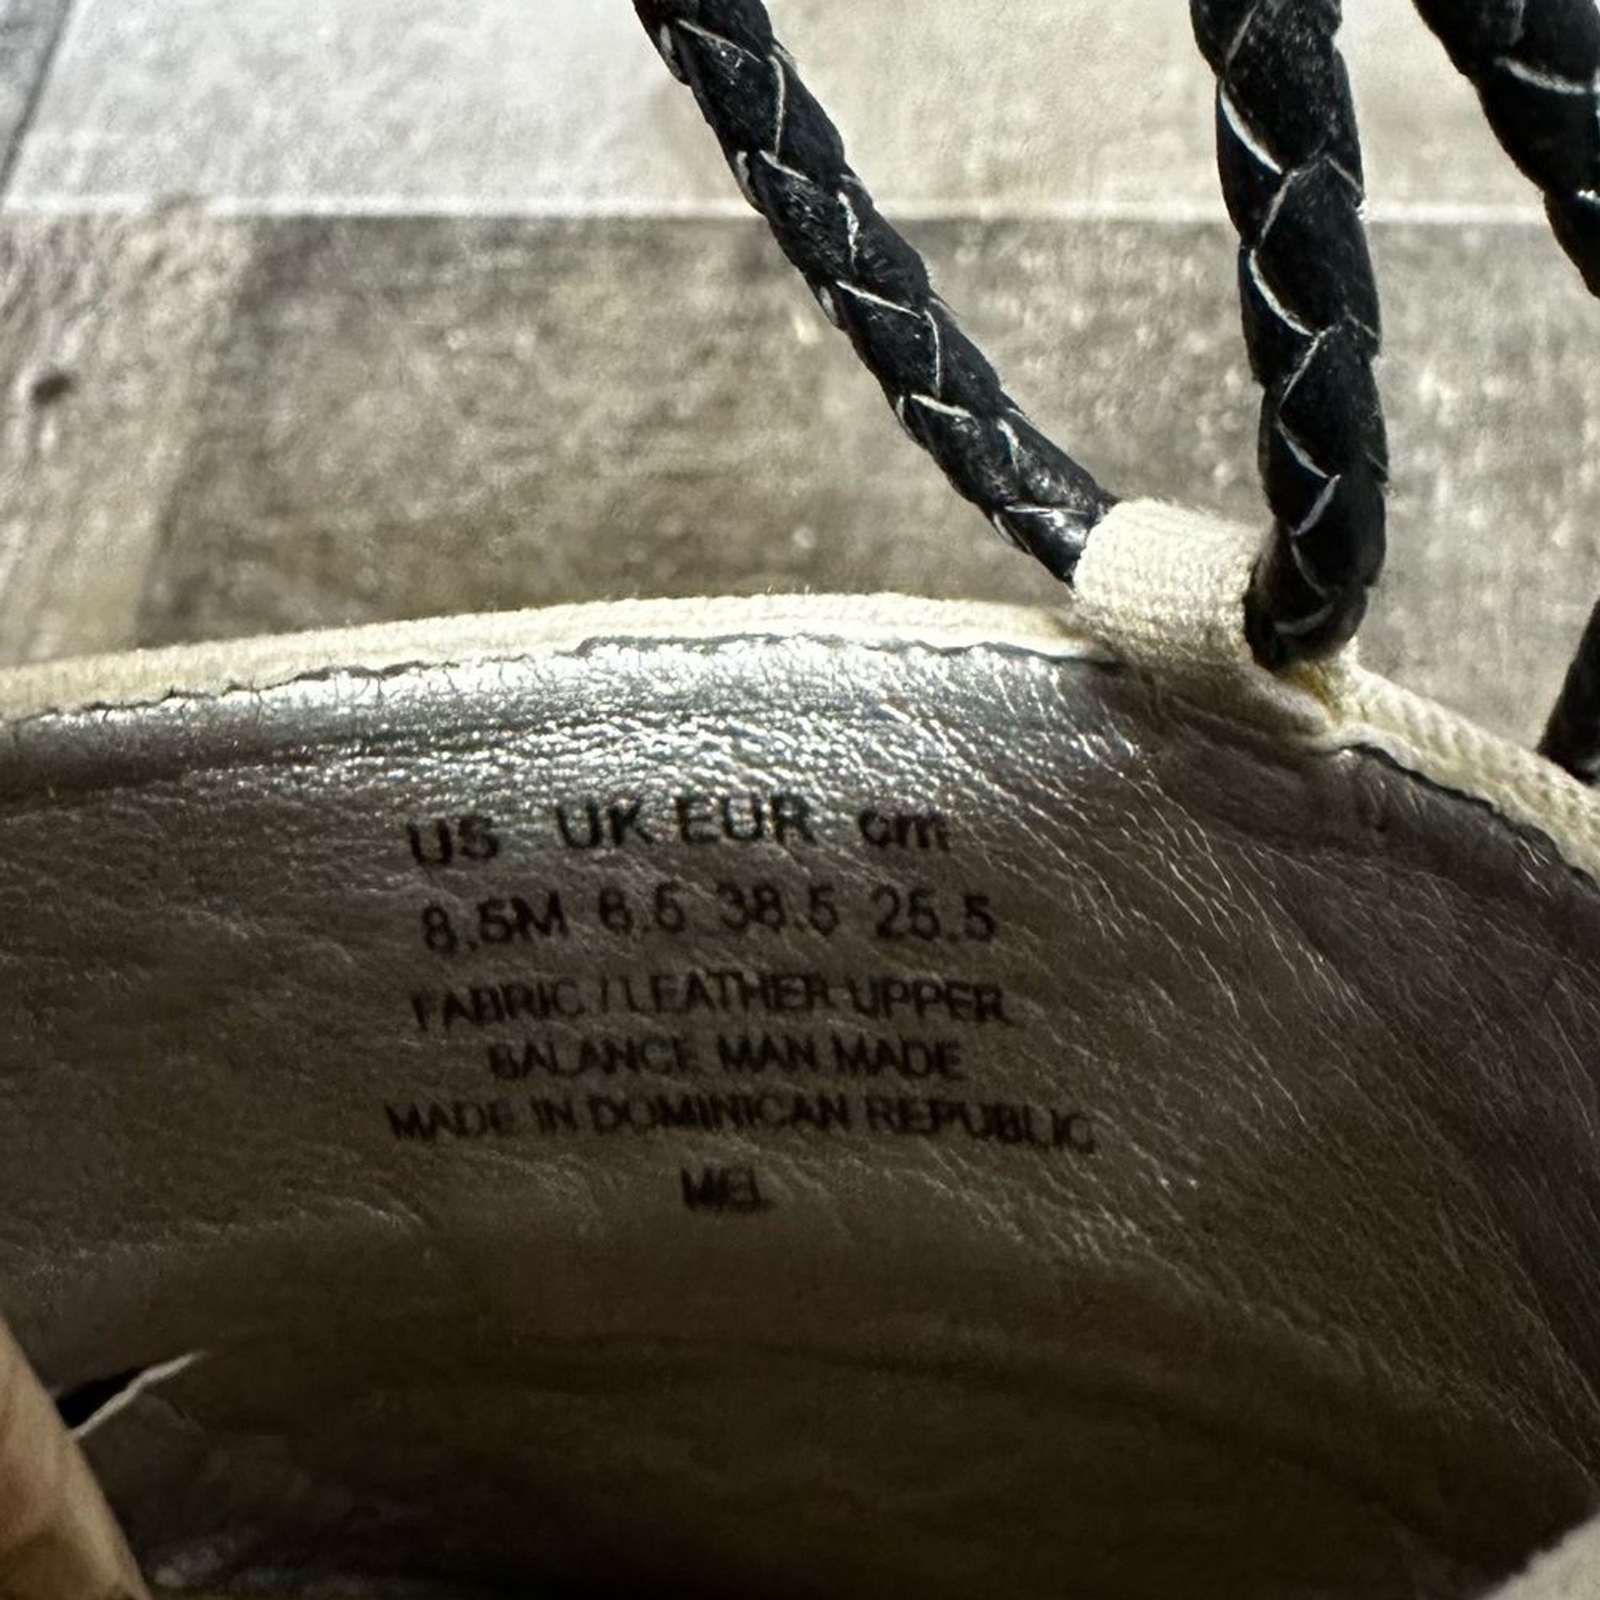 US UK EUR cm
8.5M 6.5 38.5 25.5
FABRIC / LEATHER UPPER
BALANCE MAN MADE
MADE IN DOMINICAN REPUBLIC